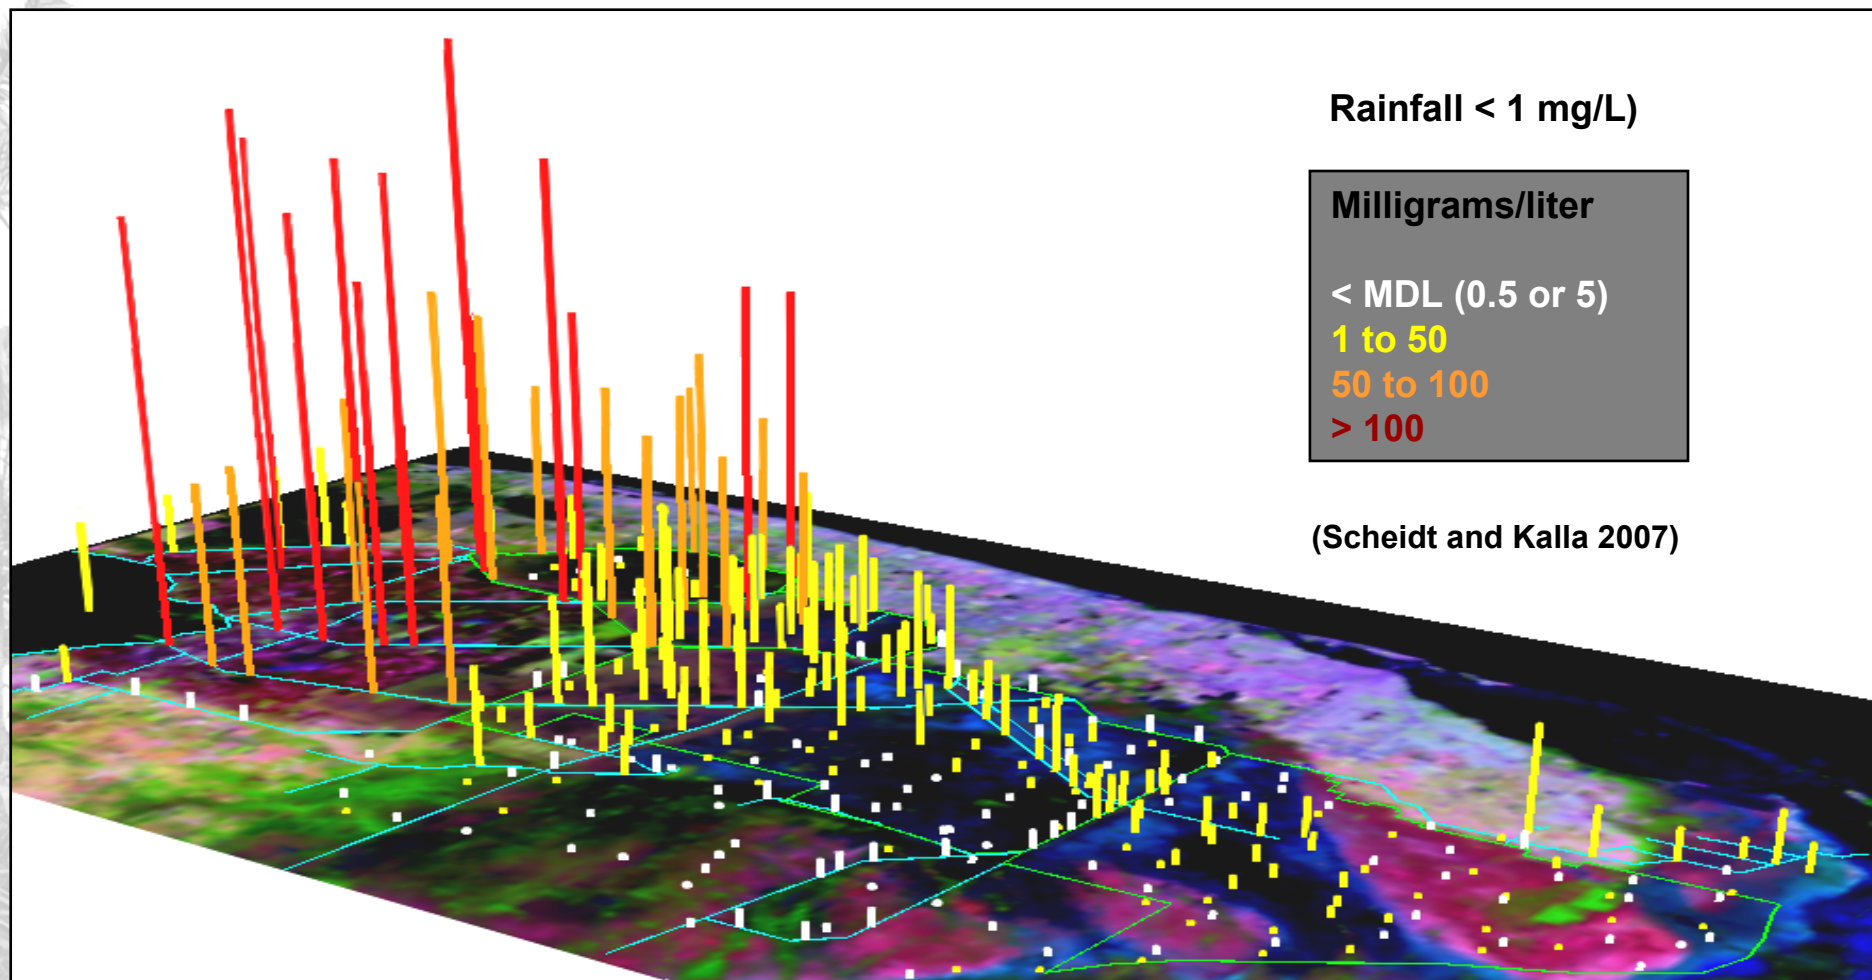 Rainfall < 1 mg/L)
Milligrams/liter
< MDL (0.5 or 5)
1 to 50
50 to 100
> 100
(Scheidt and Kalla 2007)